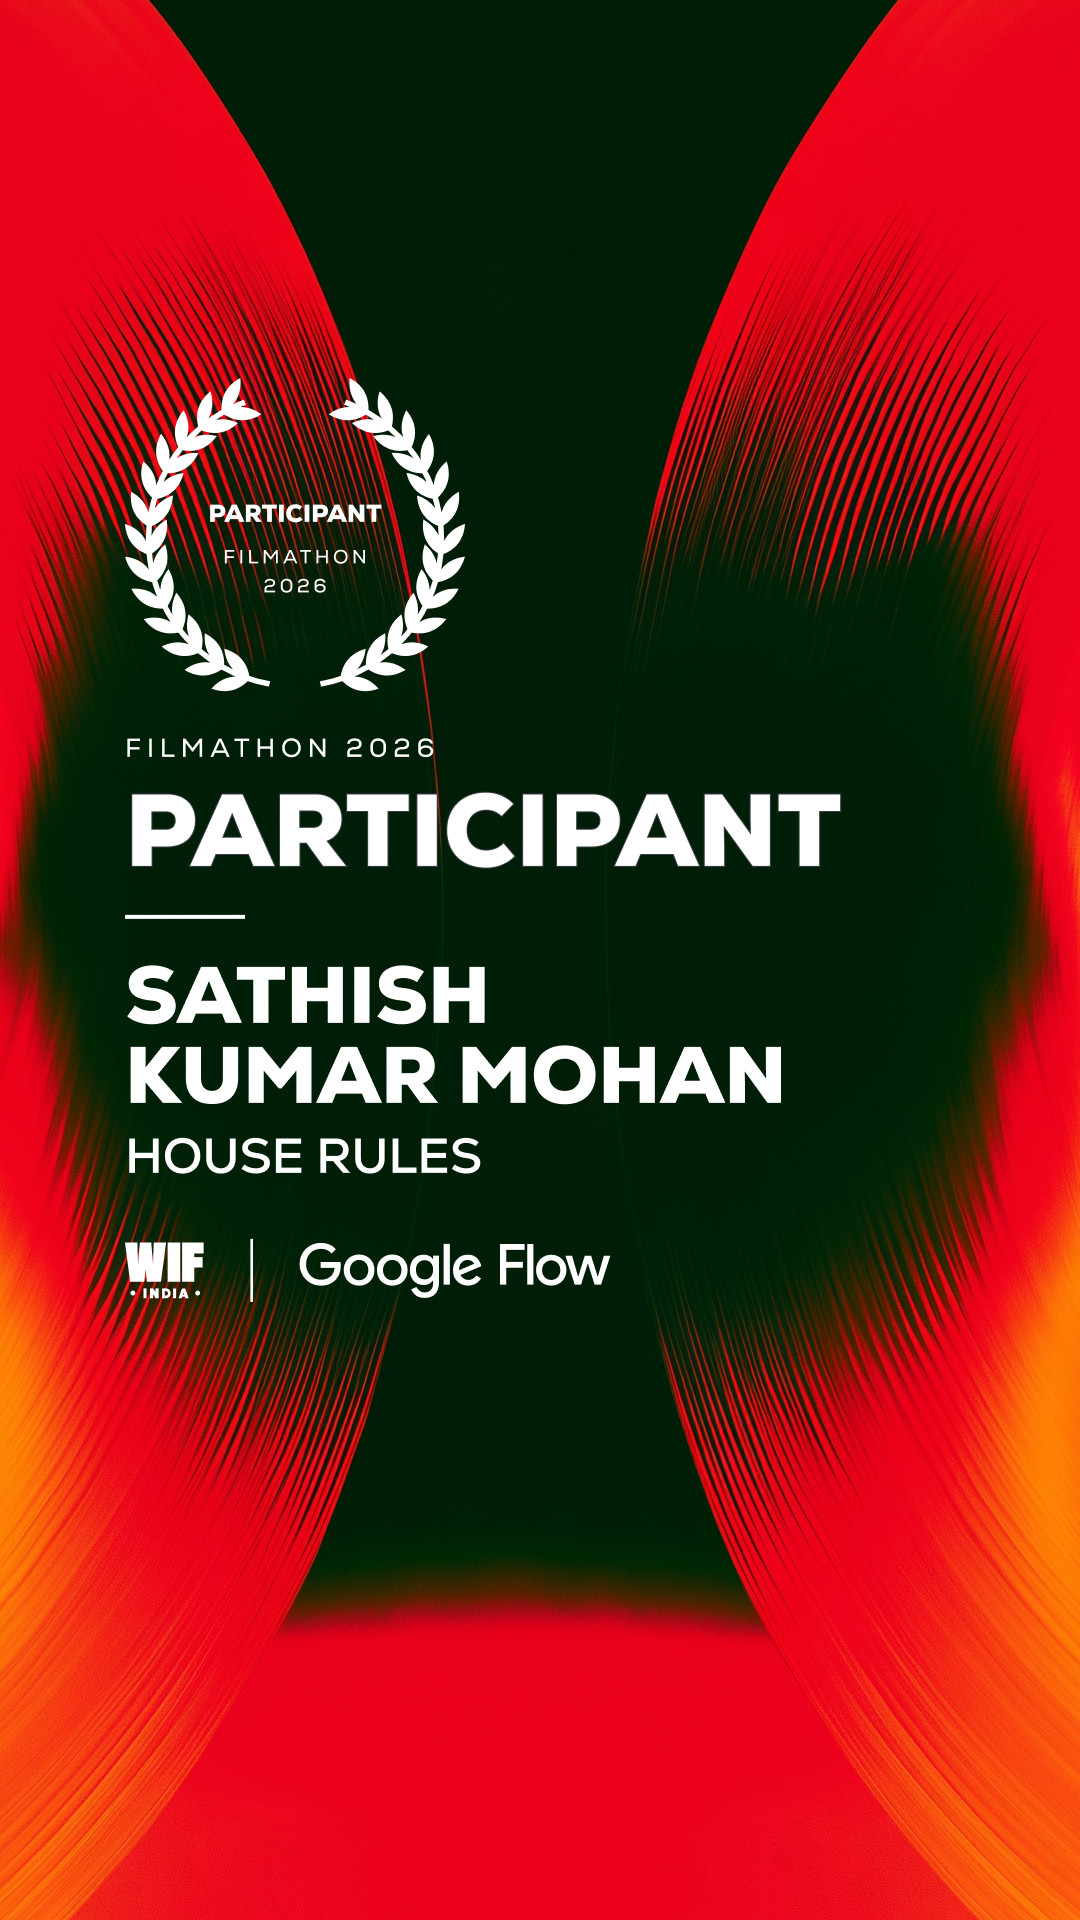 PARTICIPANT
FILMATHON
2026
FILMATHON 2026
PARTICIPANT
SATHISH
KUMAR MOHAN
HOUSE RULES
WIF
• INDIA •
Google Flow